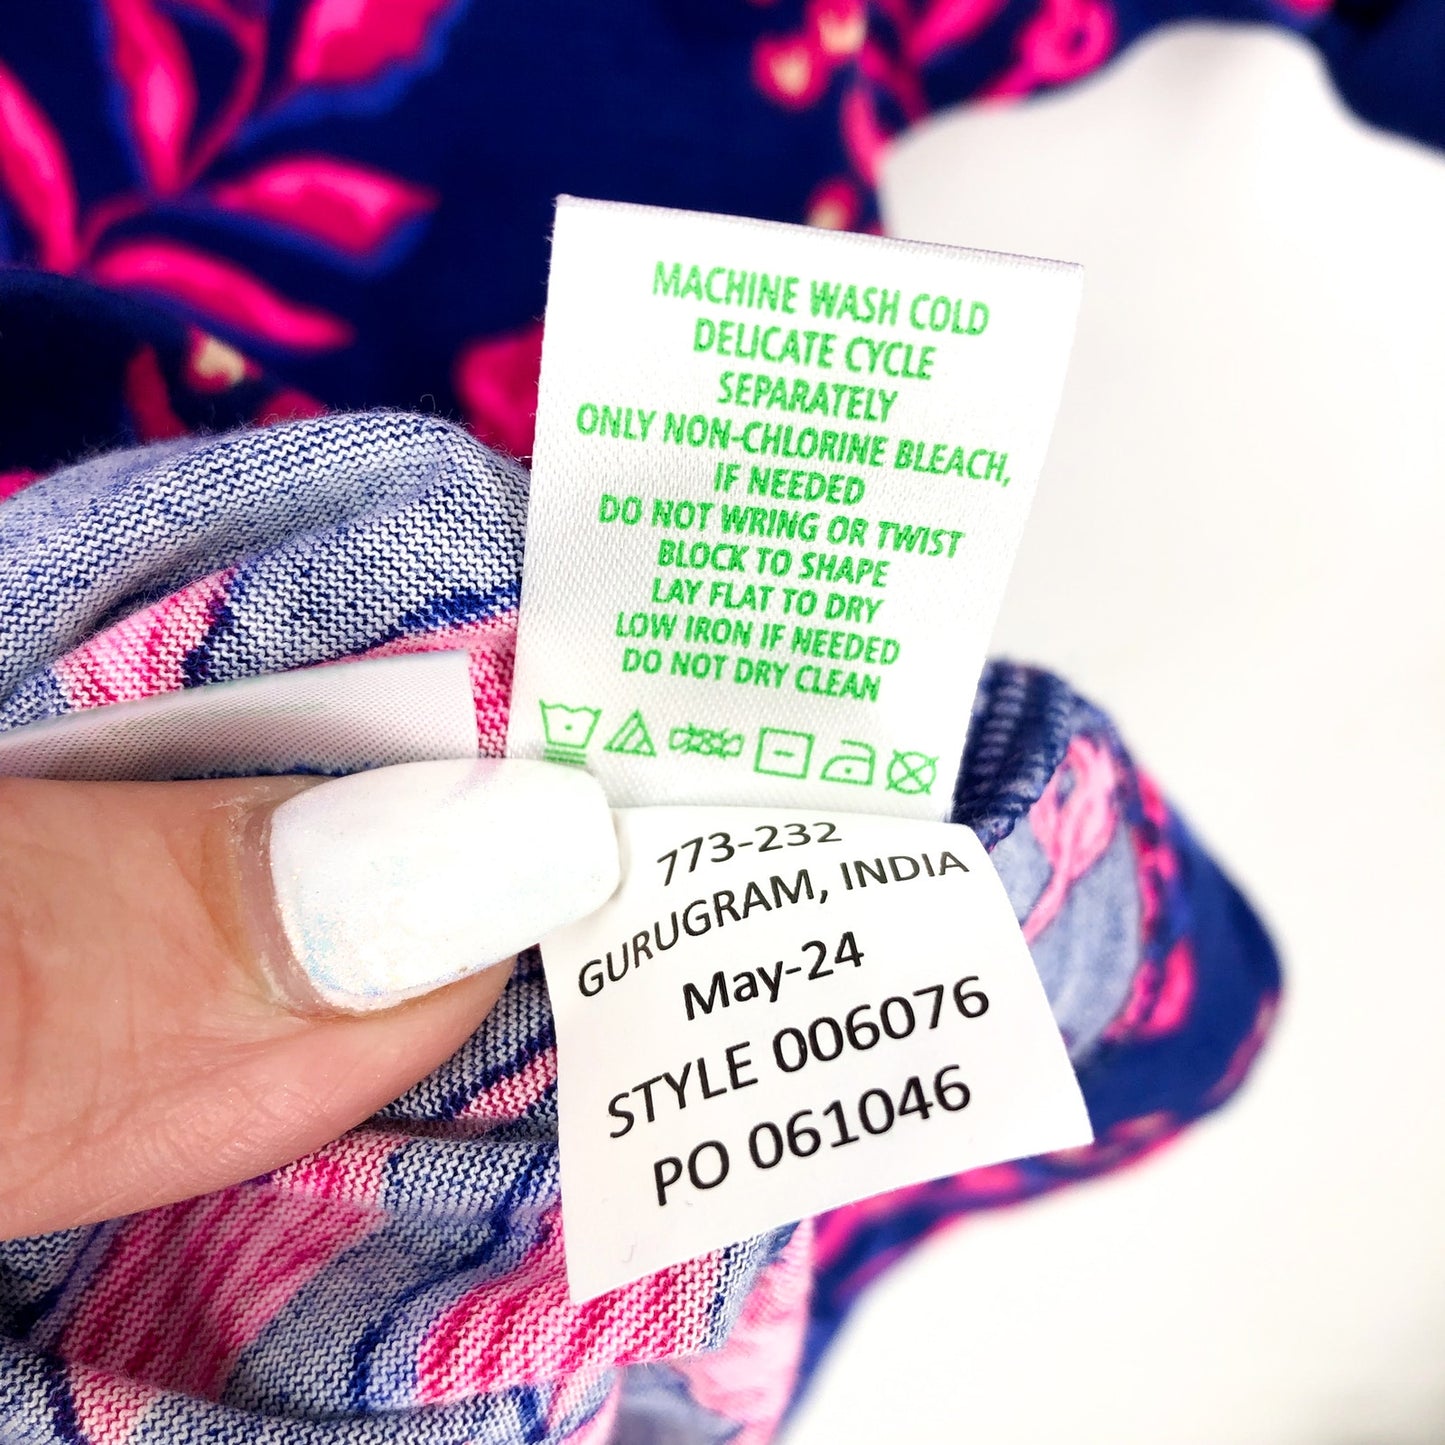 MACHINE WASH COLD
DELICATE CYCLE
SEPARATELY
ONLY NON-CHLORINE BLEACH,
IF NEEDED
DO NOT WRING OR TWIST
BLOCK TO SHAPE
LAY FLAT TO DRY
LOW IRON IF NEEDED
DO NOT DRY CLEAN
773-232
GURUGRAM, INDIA
May-24
STYLE 006076
PO 061046